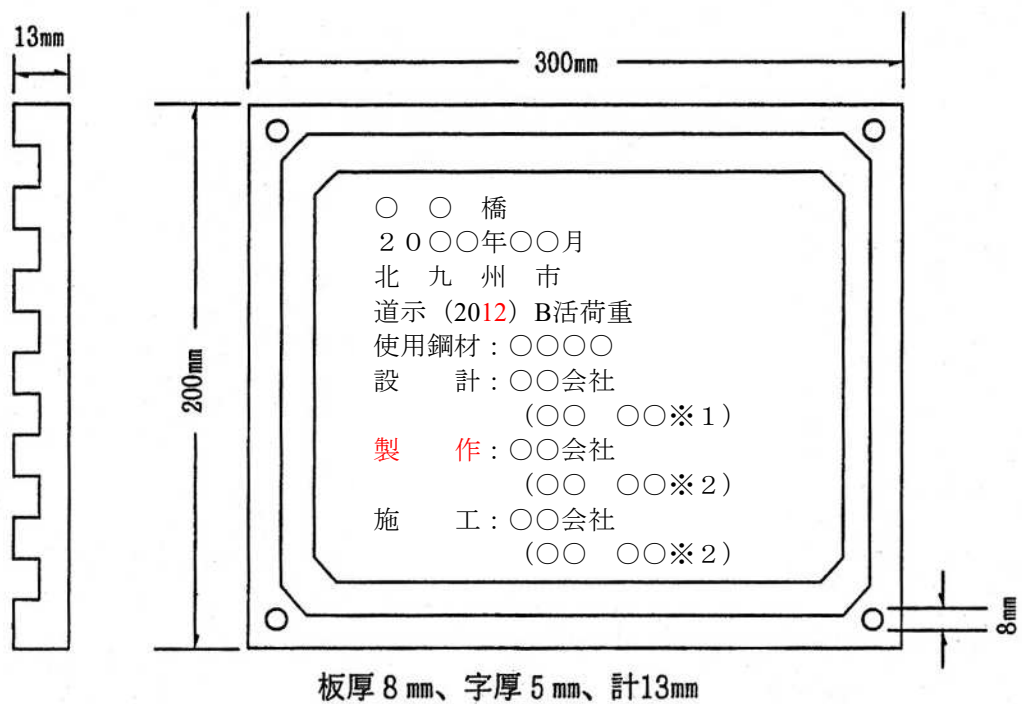 13㎜
300㎜
200㎜
○　○　橋
２０○○年○○月
北　九　州　市
道示（2012）B活荷重
使用鋼材：○○○○
設　　計：○○会社
（○○　○○※１）
製　　作：○○会社
（○○　○○※２）
施　　工：○○会社
（○○　○○※２）
8㎜
板厚８㎜、字厚５㎜、計13㎜